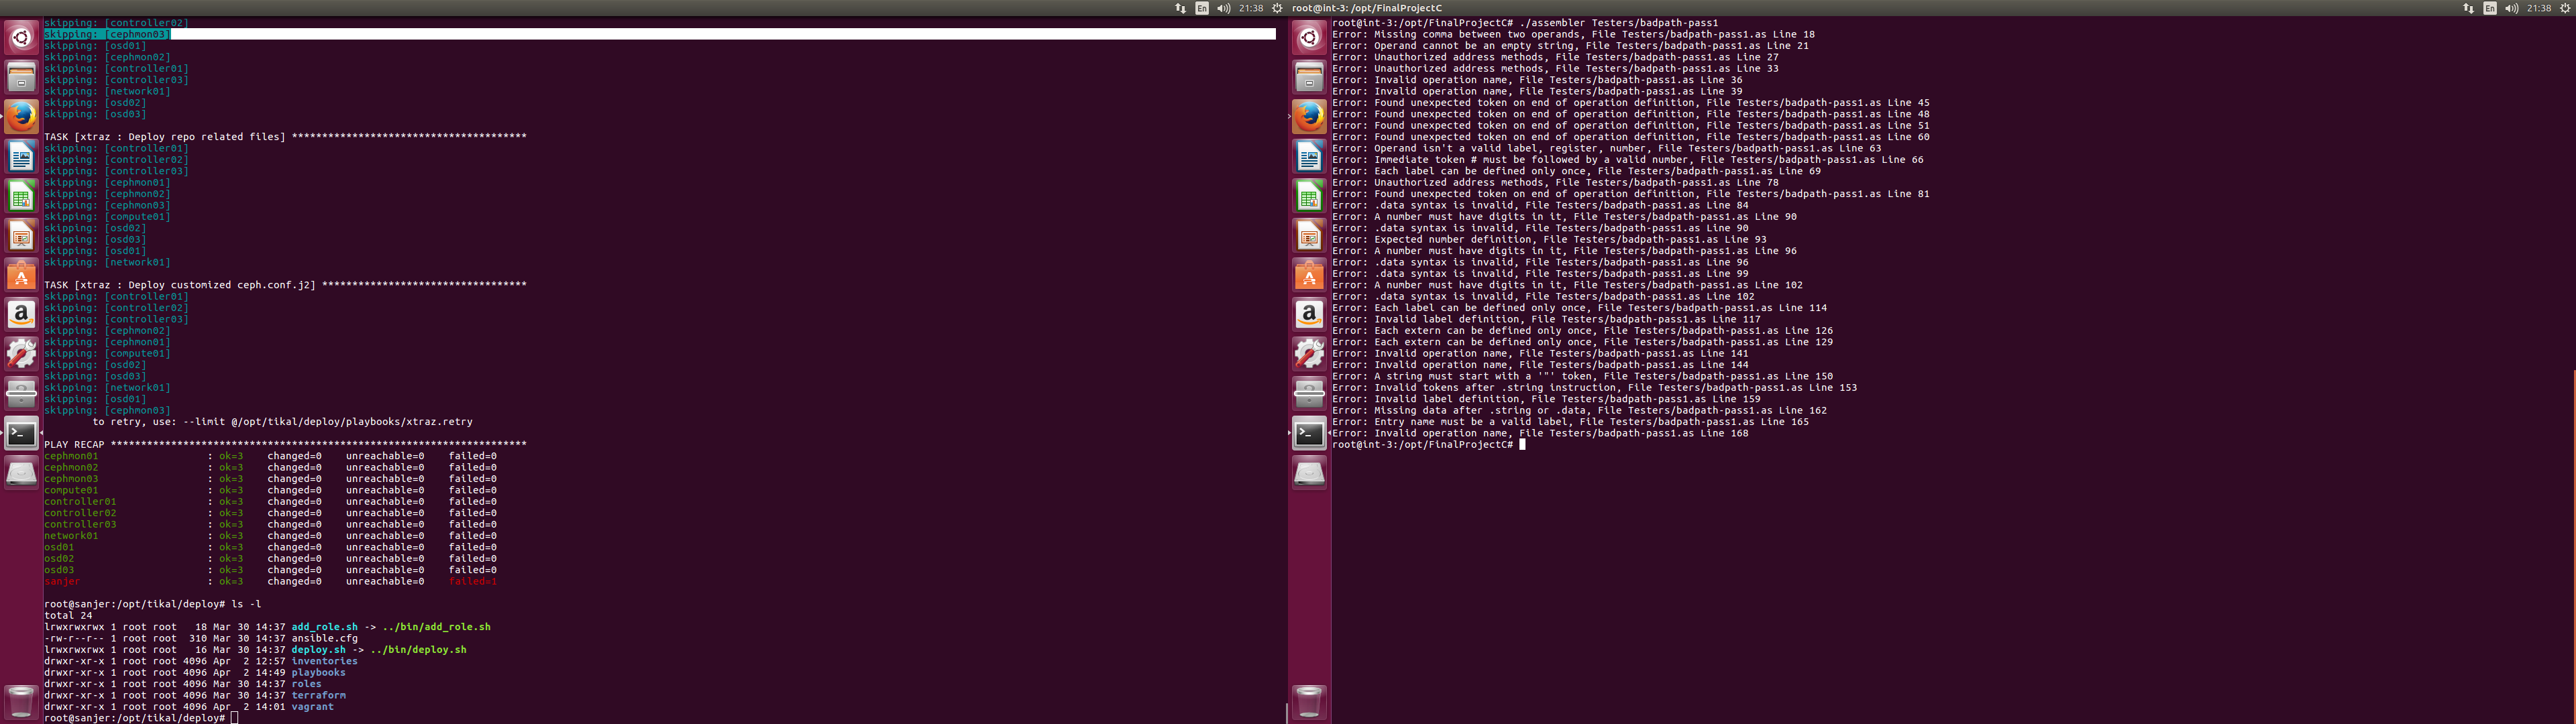 En 21:38
skipping: [controller02]
skipping: [cephmon03]
skipping: [osd01]
skipping: [cephmon02]
skipping: [controller01]
skipping: [controller03]
skipping: [network01]
skipping: [osd02]
skipping: [osd03]
TASK [xtraz : Deploy repo related files] ***************************************
skipping: [controller01]
skipping: [controller02]
skipping: [controller03]
skipping: [cephmon01]
skipping: [cephmon02]
skipping: [cephmon03]
skipping: [compute01]
skipping: [osd02]
skipping: [osd03]
skipping: [osd01]
skipping: [network01]
TASK [xtraz : Deploy customized ceph.conf.j2] **********************************
skipping: [controller01]
skipping: [controller02]
skipping: [controller03]
skipping: [cephmon02]
skipping: [cephmon01]
skipping: [compute01]
skipping: [osd02]
skipping: [osd03]
skipping: [network01]
skipping: [osd01]
skipping: [cephmon03]
to retry, use: --limit @/opt/tikal/deploy/playbooks/xtraz.retry
PLAY RECAP *********************************************************************
cephmon01 : ok=3 changed=0 unreachable=0 failed=0
cephmon02 : ok=3 changed=0 unreachable=0 failed=0
cephmon03 : ok=3 changed=0 unreachable=0 failed=0
compute01 : ok=3 changed=0 unreachable=0 failed=0
controller01 : ok=3 changed=0 unreachable=0 failed=0
controller02 : ok=3 changed=0 unreachable=0 failed=0
controller03 : ok=3 changed=0 unreachable=0 failed=0
network01 : ok=3 changed=0 unreachable=0 failed=0
osd01 : ok=3 changed=0 unreachable=0 failed=0
osd02 : ok=3 changed=0 unreachable=0 failed=0
osd03 : ok=3 changed=0 unreachable=0 failed=0
sanjer : ok=3 changed=0 unreachable=0 failed=1
root@sanjer:/opt/tikal/deploy# ls -l
total 24
lrwxrwxrwx 1 root root 18 Mar 30 14:37 add_role.sh -> ../bin/add_role.sh
-rw-r--r-- 1 root root 310 Mar 30 14:37 ansible.cfg
lrwxrwxrwx 1 root root 16 Mar 30 14:37 deploy.sh -> ../bin/deploy.sh
drwxr-xr-x 1 root root 4096 Apr 2 12:57 inventories
drwxr-xr-x 1 root root 4096 Apr 2 14:49 playbooks
drwxr-xr-x 1 root root 4096 Mar 30 14:37 roles
drwxr-xr-x 1 root root 4096 Mar 30 14:37 terraform
drwxr-xr-x 1 root root 4096 Apr 2 14:01 vagrant
root@sanjer:/opt/tikal/deploy#
root@int-3: /opt/FinalProjectC
En 21:38
root@int-3:/opt/FinalProjectC# ./assembler Testers/badpath-pass1
Error: Missing comma between two operands, File Testers/badpath-pass1.as Line 18
Error: Operand cannot be an empty string, File Testers/badpath-pass1.as Line 21
Error: Unauthorized address methods, File Testers/badpath-pass1.as Line 27
Error: Unauthorized address methods, File Testers/badpath-pass1.as Line 33
Error: Invalid operation name, File Testers/badpath-pass1.as Line 36
Error: Invalid operation name, File Testers/badpath-pass1.as Line 39
Error: Found unexpected token on end of operation definition, File Testers/badpath-pass1.as Line 45
Error: Found unexpected token on end of operation definition, File Testers/badpath-pass1.as Line 48
Error: Found unexpected token on end of operation definition, File Testers/badpath-pass1.as Line 51
Error: Found unexpected token on end of operation definition, File Testers/badpath-pass1.as Line 60
Error: Operand isn't a valid label, register, number, File Testers/badpath-pass1.as Line 63
Error: Immediate token # must be followed by a valid number, File Testers/badpath-pass1.as Line 66
Error: Each label can be defined only once, File Testers/badpath-pass1.as Line 69
Error: Unauthorized address methods, File Testers/badpath-pass1.as Line 78
Error: Found unexpected token on end of operation definition, File Testers/badpath-pass1.as Line 81
Error: .data syntax is invalid, File Testers/badpath-pass1.as Line 84
Error: A number must have digits in it, File Testers/badpath-pass1.as Line 90
Error: .data syntax is invalid, File Testers/badpath-pass1.as Line 90
Error: Expected number definition, File Testers/badpath-pass1.as Line 93
Error: A number must have digits in it, File Testers/badpath-pass1.as Line 96
Error: .data syntax is invalid, File Testers/badpath-pass1.as Line 96
Error: .data syntax is invalid, File Testers/badpath-pass1.as Line 99
Error: A number must have digits in it, File Testers/badpath-pass1.as Line 102
Error: .data syntax is invalid, File Testers/badpath-pass1.as Line 102
Error: Each label can be defined only once, File Testers/badpath-pass1.as Line 114
Error: Invalid label definition, File Testers/badpath-pass1.as Line 117
Error: Each extern can be defined only once, File Testers/badpath-pass1.as Line 126
Error: Each extern can be defined only once, File Testers/badpath-pass1.as Line 129
Error: Invalid operation name, File Testers/badpath-pass1.as Line 141
Error: Invalid operation name, File Testers/badpath-pass1.as Line 144
Error: A string must start with a '"' token, File Testers/badpath-pass1.as Line 150
Error: Invalid tokens after .string instruction, File Testers/badpath-pass1.as Line 153
Error: Invalid label definition, File Testers/badpath-pass1.as Line 159
Error: Missing data after .string or .data, File Testers/badpath-pass1.as Line 162
Error: Entry name must be a valid label, File Testers/badpath-pass1.as Line 165
Error: Invalid operation name, File Testers/badpath-pass1.as Line 168
root@int-3:/opt/FinalProjectC#